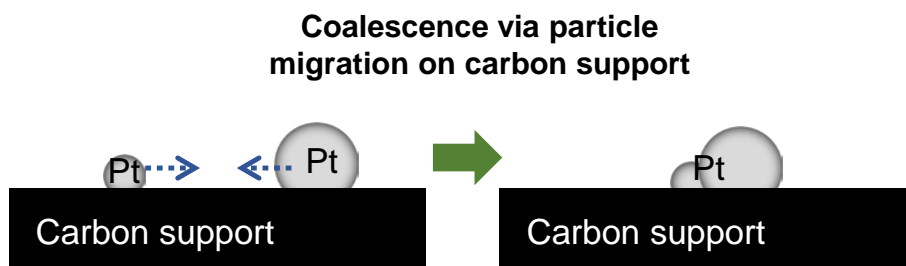 Coalescence via particle
migration on carbon support
Pt
Pt
Pt
Carbon support
Carbon support